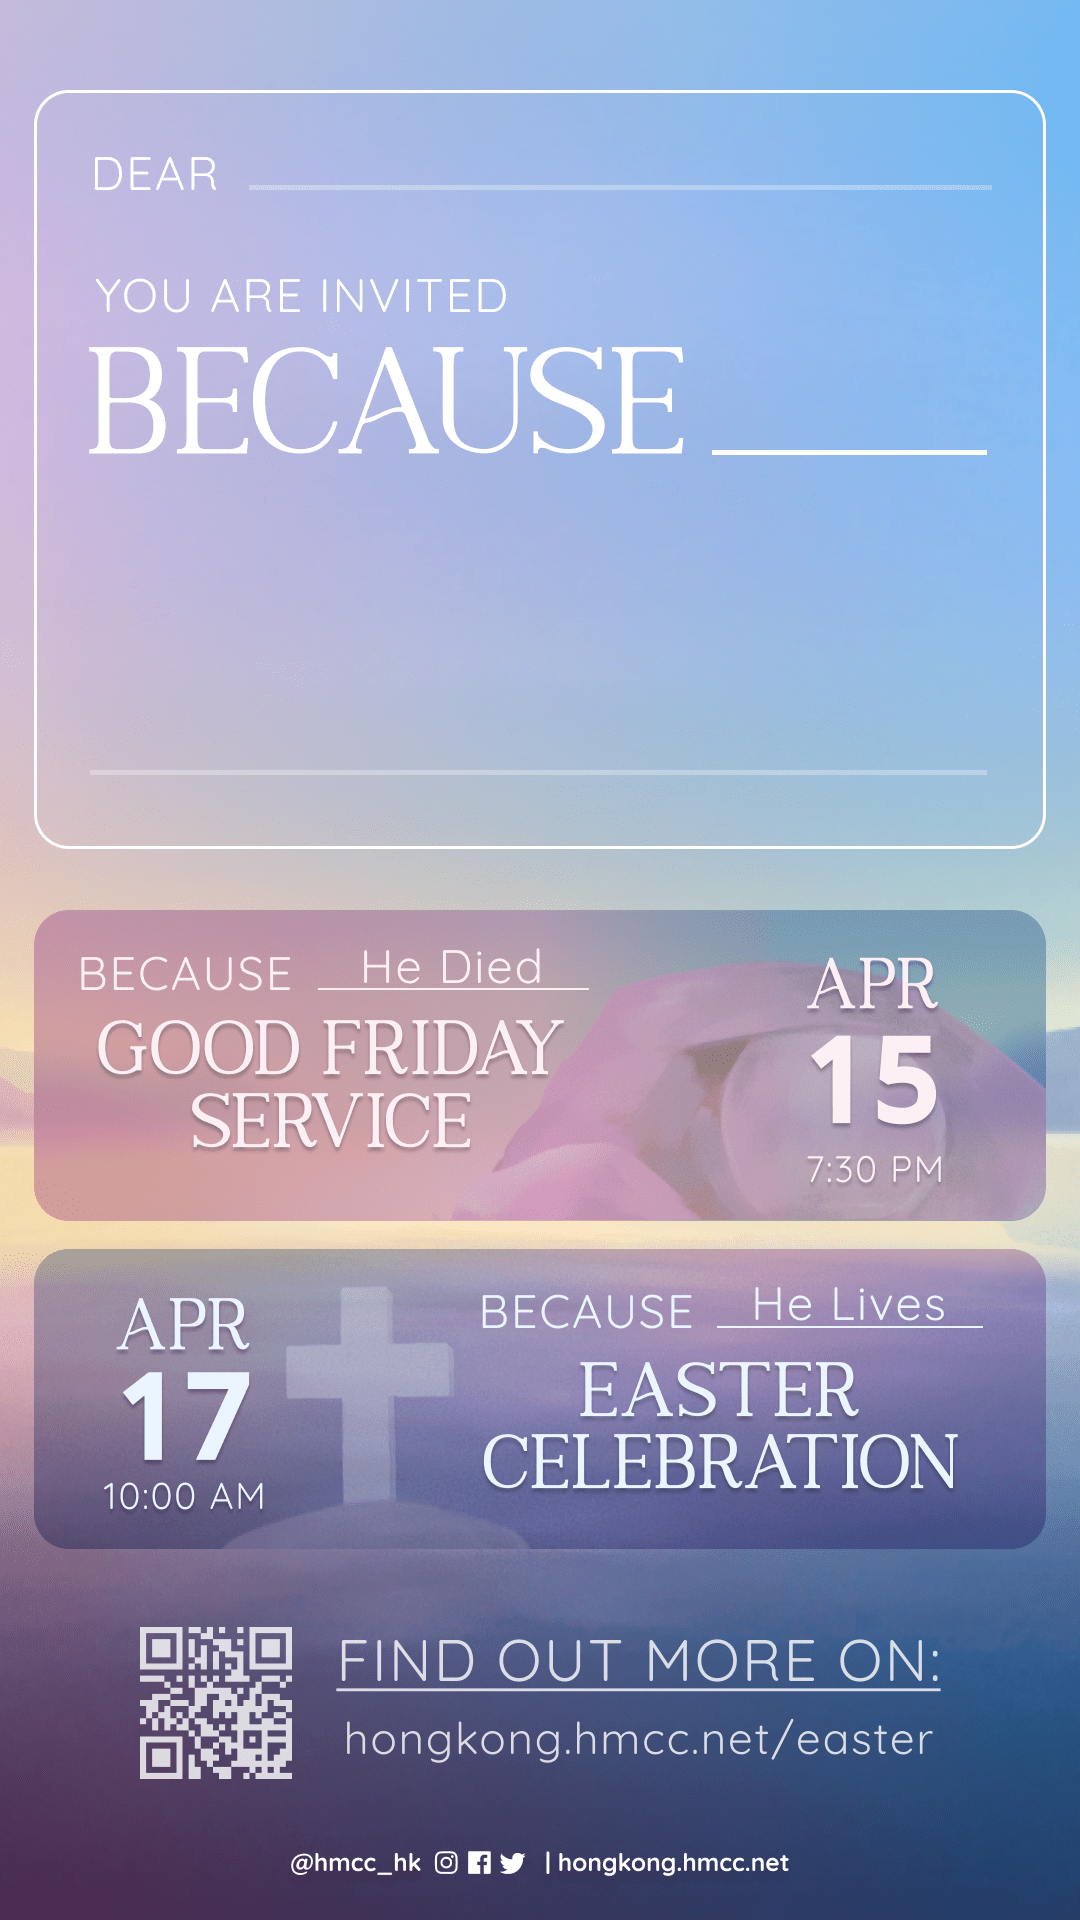 DEAR
YOU ARE INVITED
BECAUSE
BECAUSE He Died
GOOD FRIDAY
SERVICE
APR
15
7:30 PM
APR
17
10:00 AM
BECAUSE He Lives
EASTER
CELEBRATION
FIND OUT MORE ON:
hongkong.hmcc.net/easter
@hmcc_hk | hongkong.hmcc.net